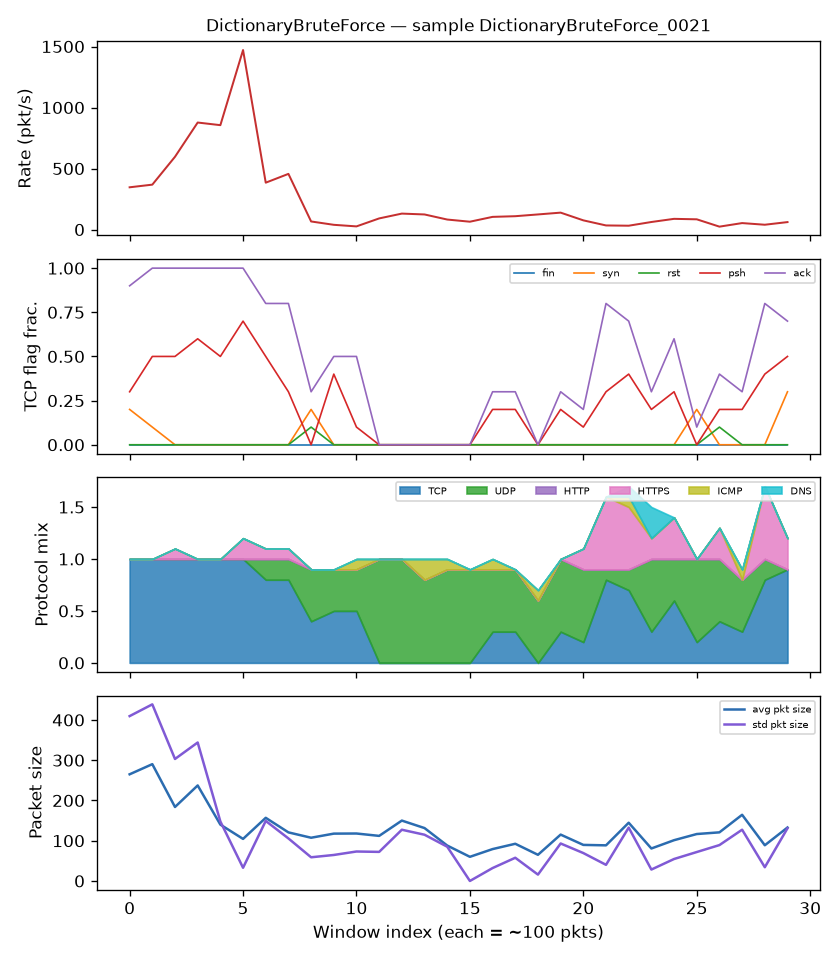 DictionaryBruteForce — sample DictionaryBruteForce_0021
Rate (pkt/s)
1500
1000
500
0
TCP flag frac.
1.00
0.75
0.50
0.25
0.00
fin syn rst psh ack
Protocol mix
1.5
1.0
0.5
0.0
TCP UDP HTTP HTTPS ICMP DNS
Packet size
400
300
200
100
0
avg pkt size
std pkt size
0 5 10 15 20 25 30
Window index (each = ~100 pkts)